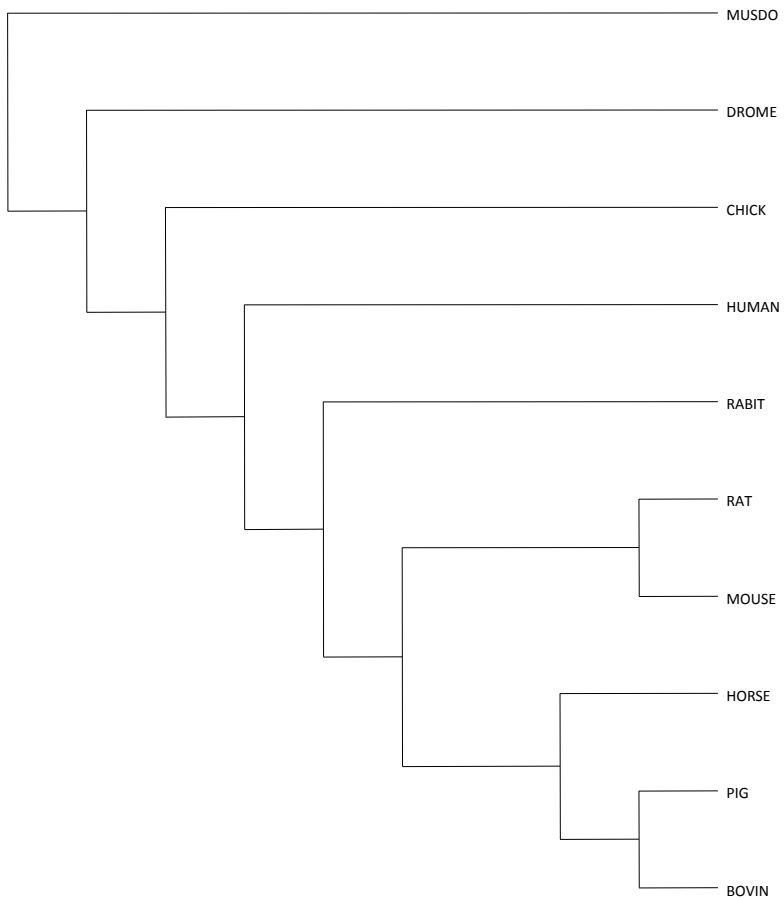 MUSDO
DROME
CHICK
HUMAN
RABIT
RAT
MOUSE
HORSE
PIG
BOVIN